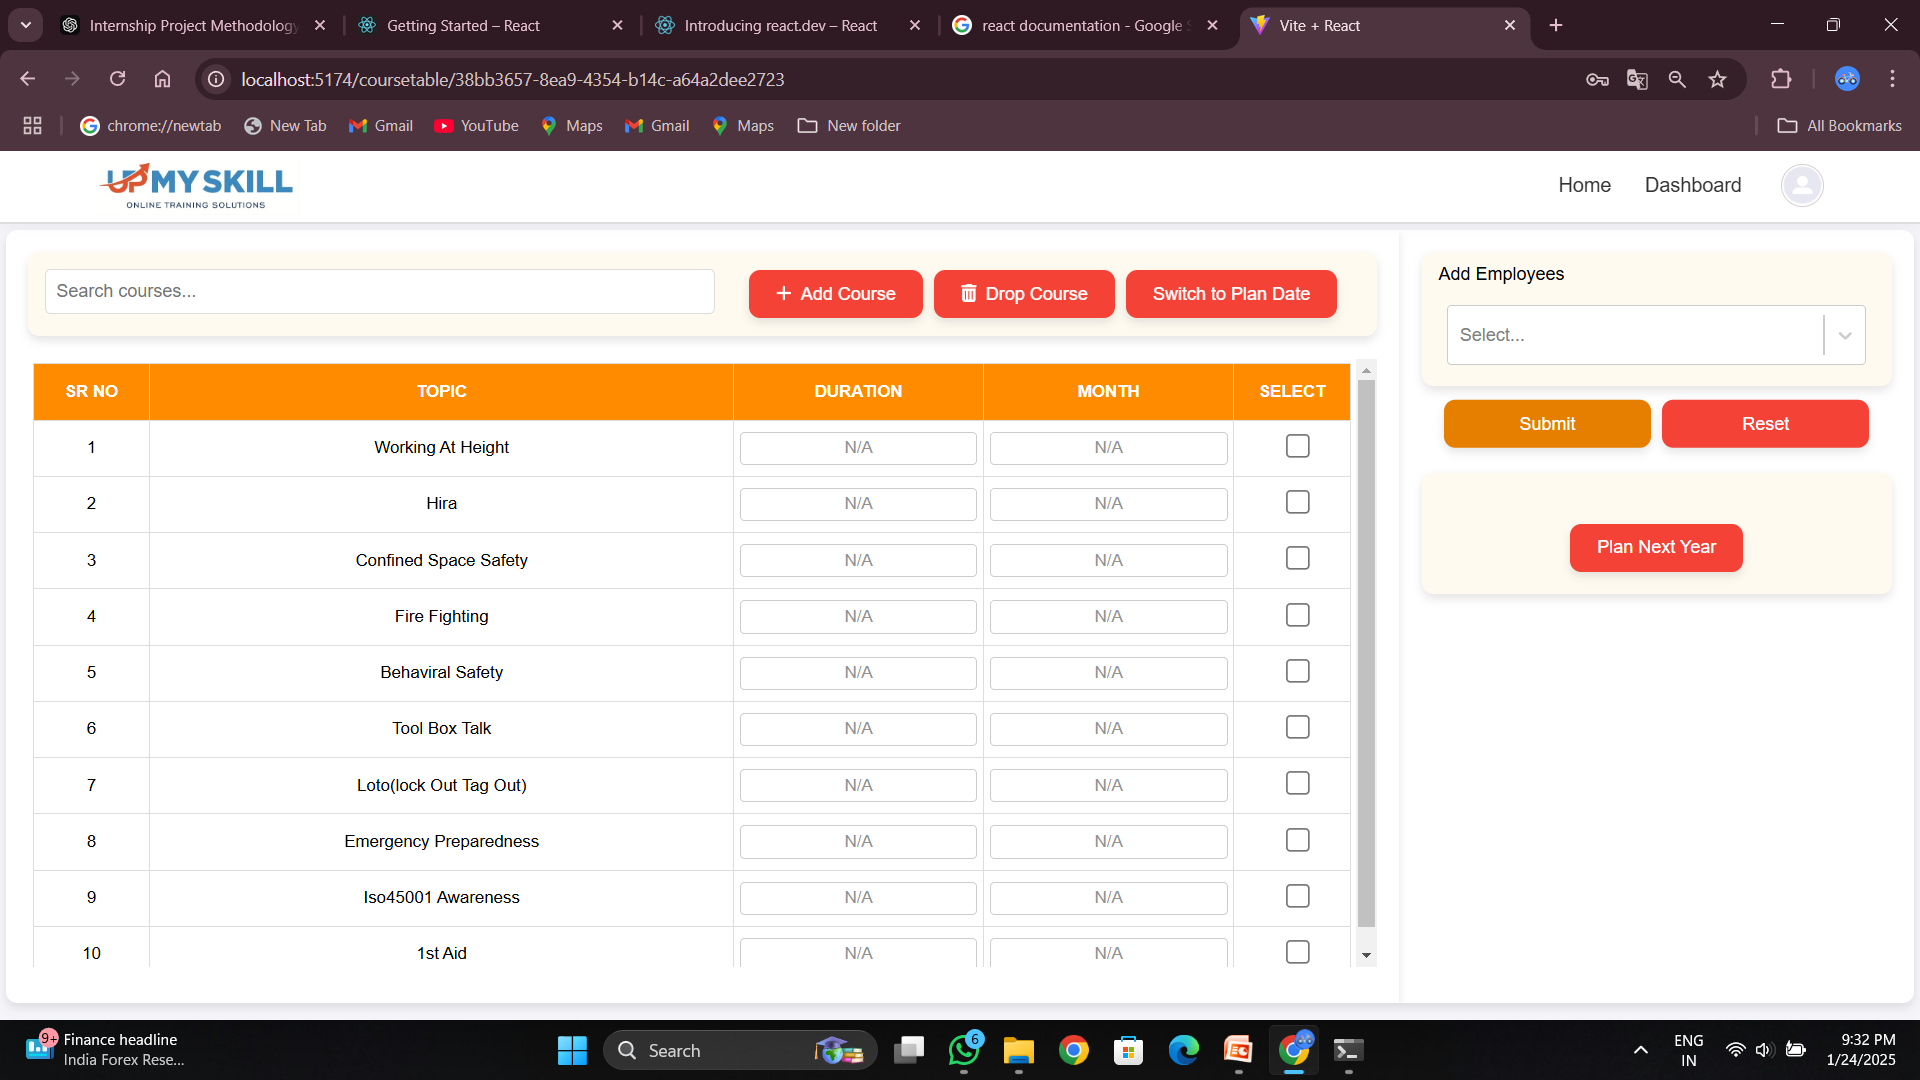 Internship Project Methodology
Getting Started – React
Introducing react.dev – React
react documentation - Google S
Vite + React
localhost:5174/coursetable/38bb3657-8ea9-4354-b14c-a64a2dee2723
chrome://newtab
New Tab
Gmail
YouTube
Maps
Gmail
Maps
New folder
All Bookmarks
UPMY SKILL
ONLINE TRAINING SOLUTIONS
Home
Dashboard
Search courses...
+ Add Course
Drop Course
Switch to Plan Date
SR NO TOPIC DURATION MONTH SELECT
1 Working At Height N/A N/A
2 Hira N/A N/A
3 Confined Space Safety N/A N/A
4 Fire Fighting N/A N/A
5 Behaviral Safety N/A N/A
6 Tool Box Talk N/A N/A
7 Loto(lock Out Tag Out) N/A N/A
8 Emergency Preparedness N/A N/A
9 Iso45001 Awareness N/A N/A
10 1st Aid N/A N/A
Add Employees
Select...
Submit
Reset
Plan Next Year
9+
Finance headline
India Forex Rese...
Search
6
ENG
IN
9:32 PM
1/24/2025